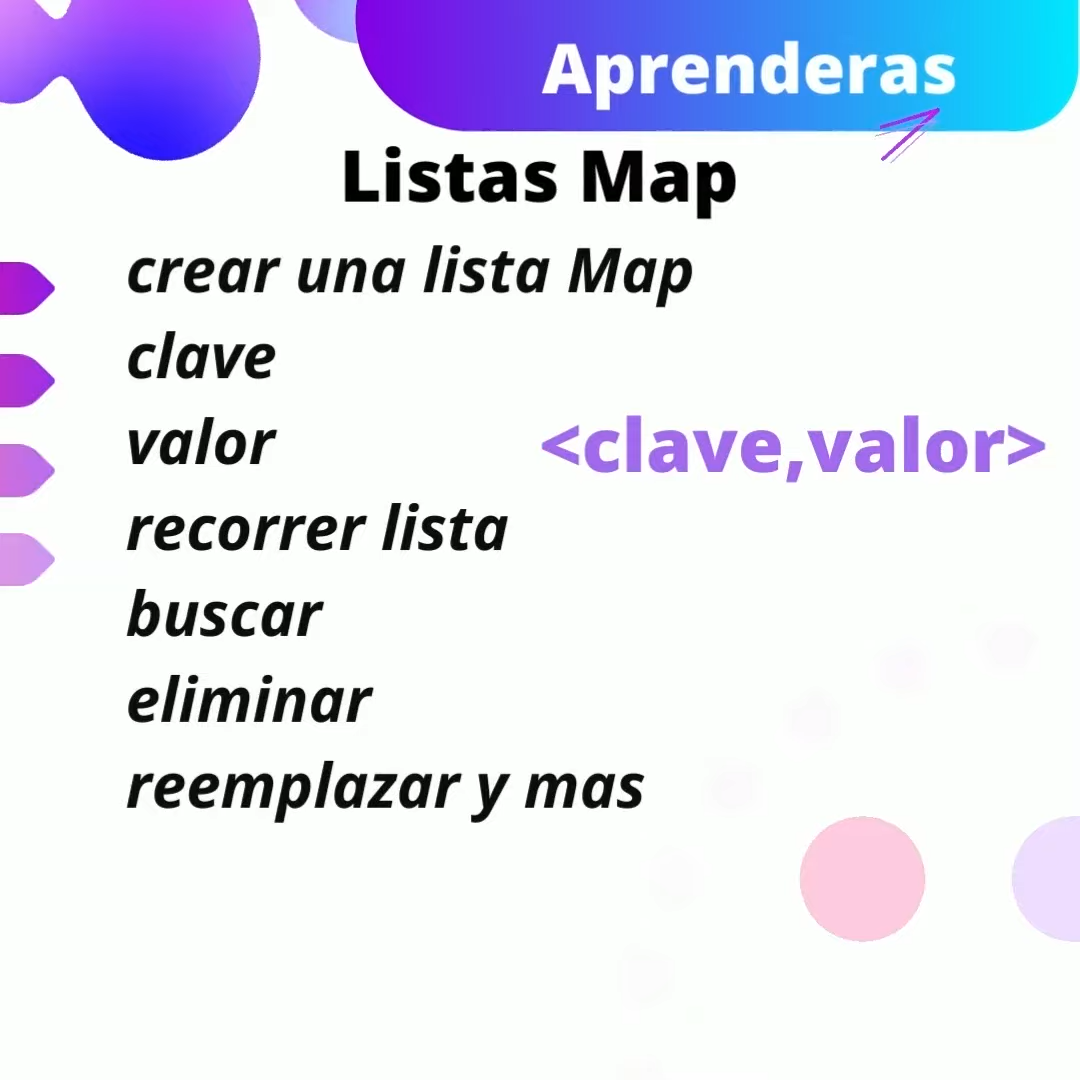 Aprenderas
Listas Map
crear una lista Map
clave
valor
<clave,valor>
recorrer lista
buscar
eliminar
reemplazar y mas